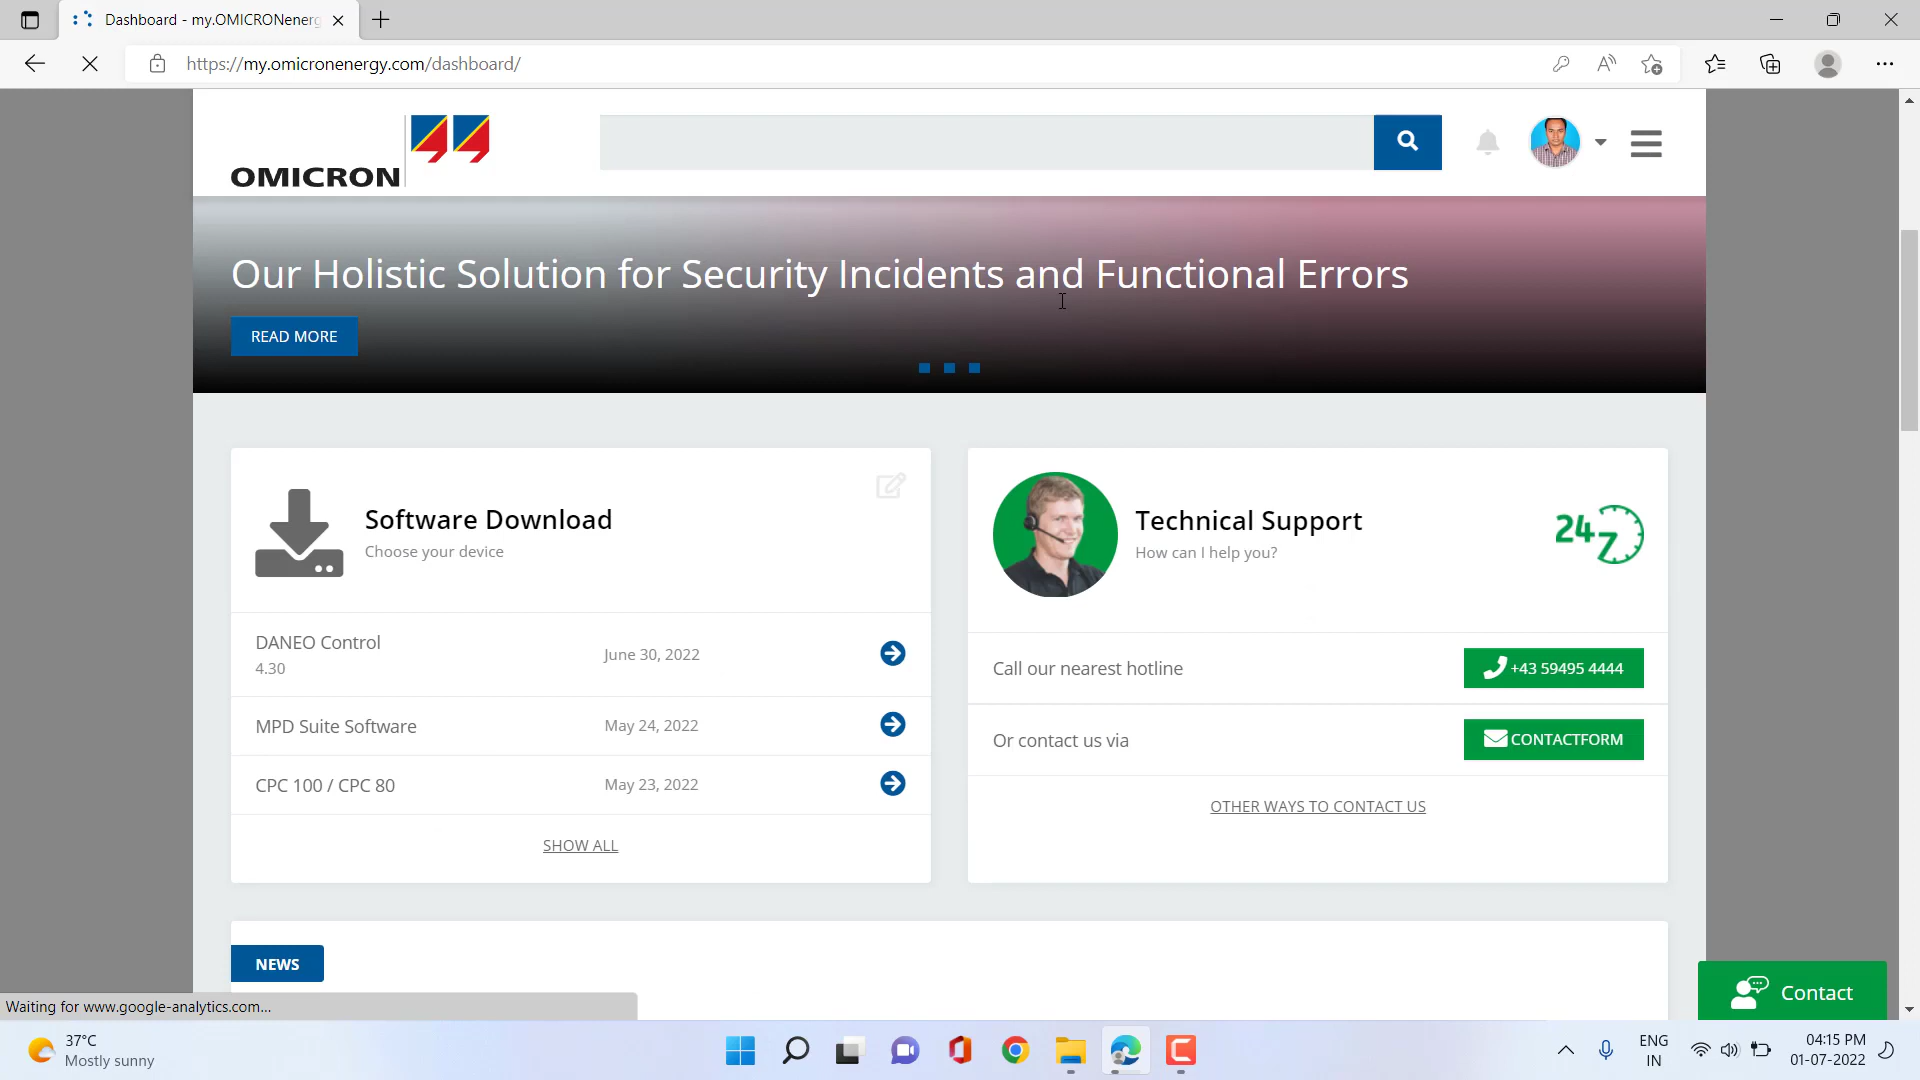 Dashboard - my.OMICRONenerg
https://my.omicronenergy.com/dashboard/
OMICRON
Our Holistic Solution for Security Incidents and Functional Errors
READ MORE
Software Download
Choose your device
DANEO Control
4.30
June 30, 2022
MPD Suite Software
May 24, 2022
CPC 100 / CPC 80
May 23, 2022
SHOW ALL
Technical Support
How can I help you?
24 7
Call our nearest hotline
+43 59495 4444
Or contact us via
CONTACTFORM
OTHER WAYS TO CONTACT US
NEWS
Contact
Waiting for www.google-analytics.com...
37°C
Mostly sunny
ENG
IN
04:15 PM
01-07-2022